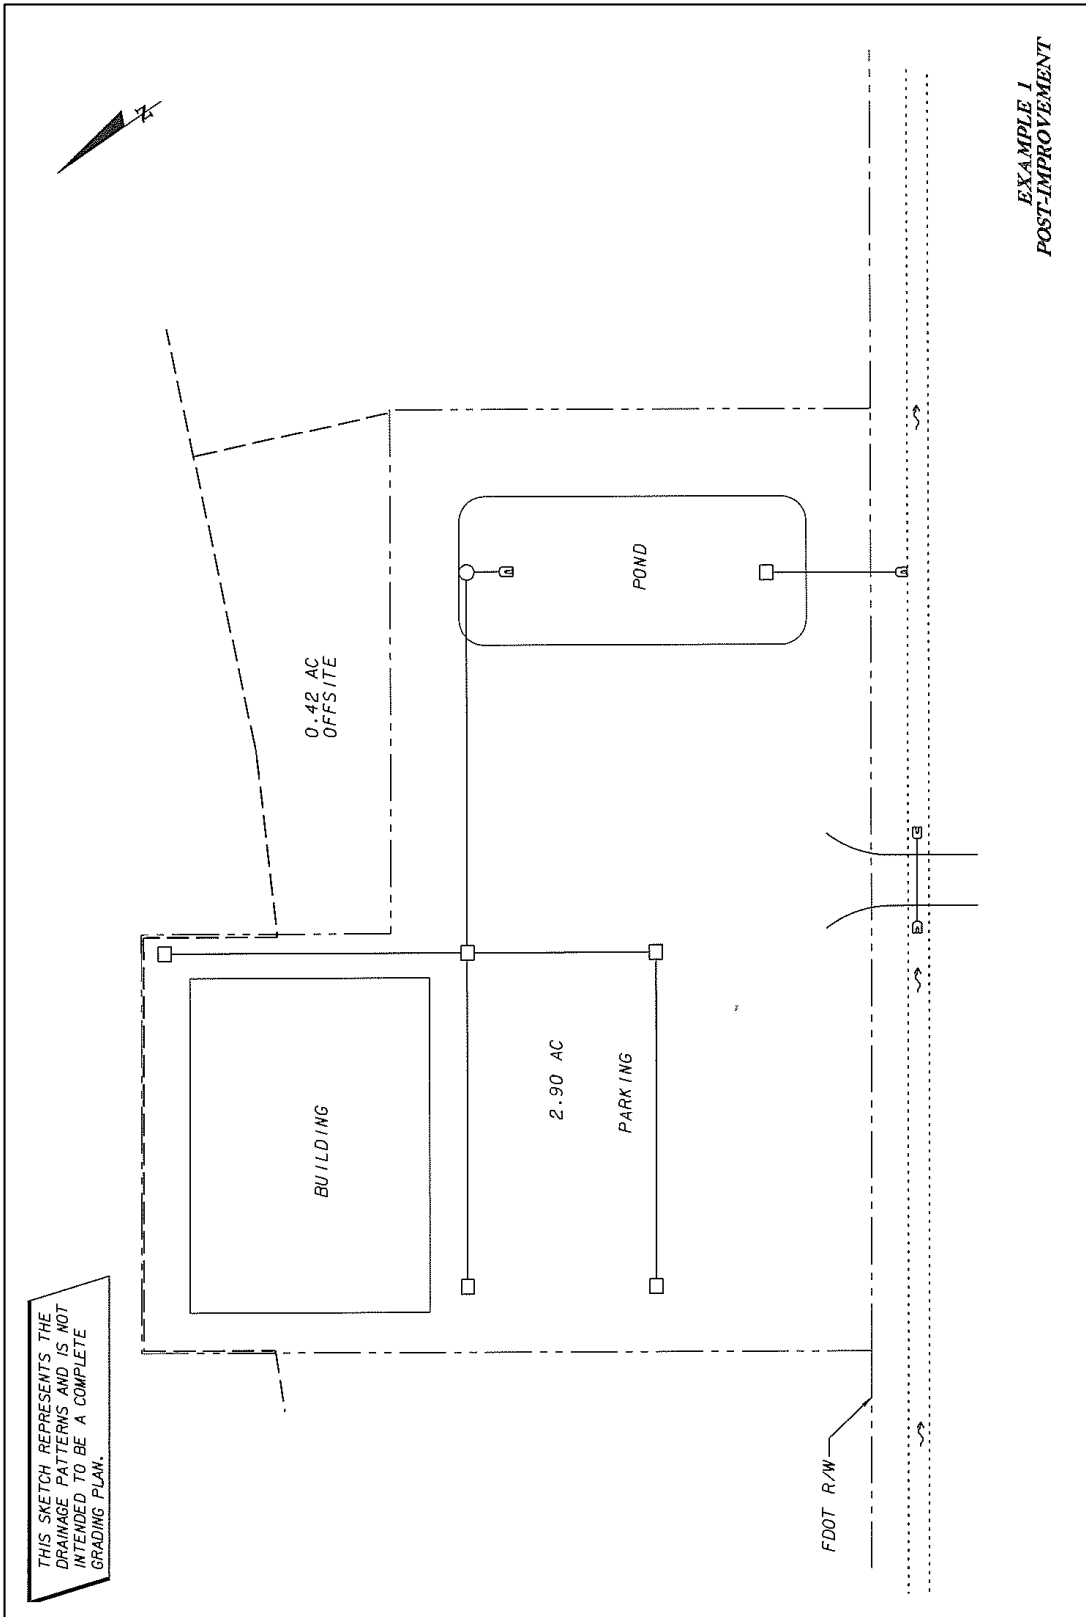 THIS SKETCH REPRESENTS THE
DRAINAGE PATTERNS AND IS NOT
INTENDED TO BE A COMPLETE
GRADING PLAN.
N
BUILDING
0.42 AC
OFFSITE
2.90 AC
PARKING
POND
FDOT R/W
EXAMPLE 1
POST-IMPROVEMENT